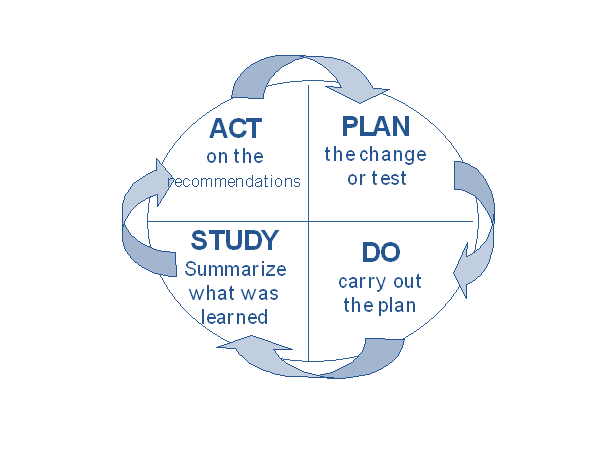 ACT
on the
recommendations
PLAN
the change
or test
STUDY
Summarize
what was
learned
DO
carry out
the plan